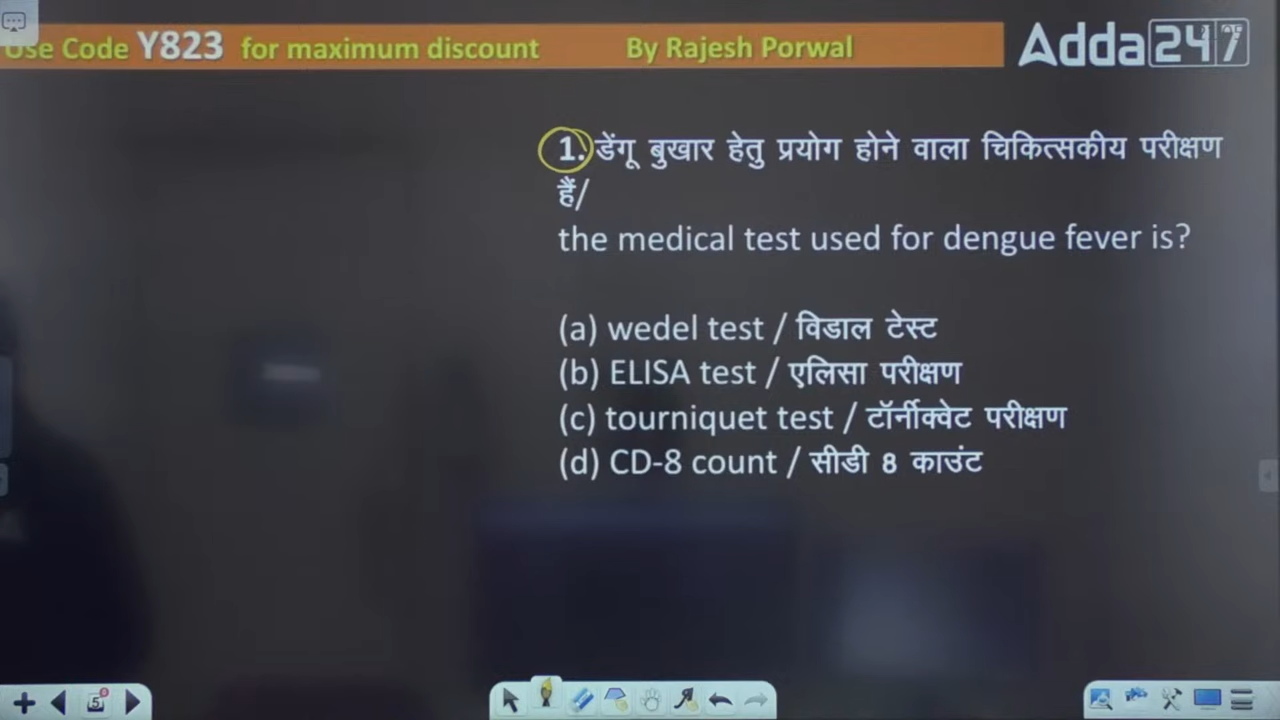 Use Code Y823 for maximum discount By Rajesh Porwal
Adda247
1. डेंगू बुखार हेतु प्रयोग होने वाला चिकित्सकीय परीक्षण
हैं/
the medical test used for dengue fever is?
(a) wedel test / विडाल टेस्ट
(b) ELISA test / एलिसा परीक्षण
(c) tourniquet test / टॉर्नीक्वेट परीक्षण
(d) CD-8 count / सीडी 8 काउंट
5